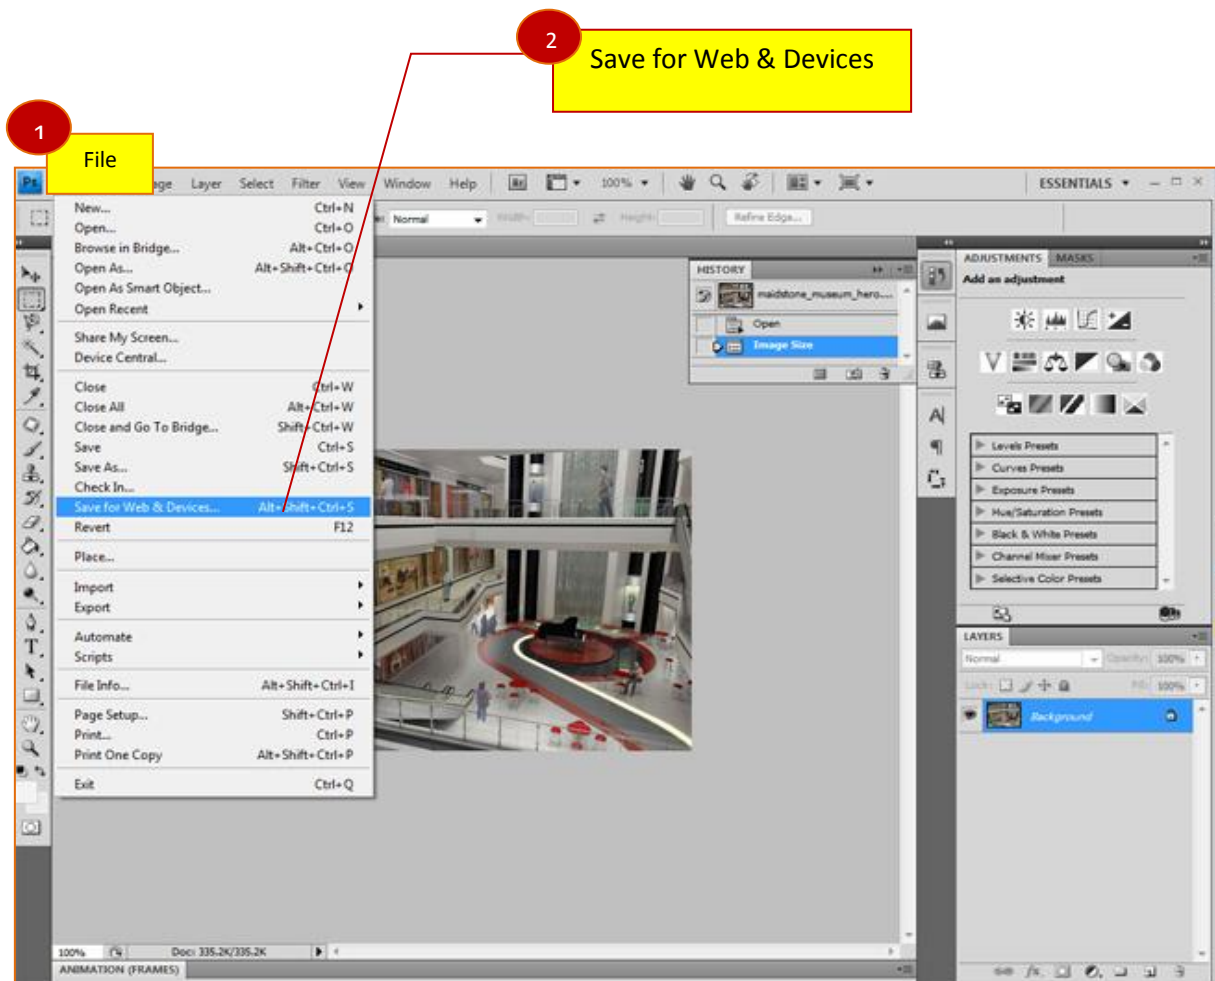 2
Save for Web & Devices
1
File
Ps age Layer Select Filter View Window Help Br 100% ESSENTIALS
Normal Width: Height: Refine Edge...
New... Ctrl+N
Open... Ctrl+O
Browse in Bridge... Alt+Ctrl+O
Open As... Alt+Shift+Ctrl+O
Open As Smart Object...
Open Recent
Share My Screen...
Device Central...
Close Ctrl+W
Close All Alt+Ctrl+W
Close and Go To Bridge... Shift+Ctrl+W
Save Ctrl+S
Save As... Shift+Ctrl+S
Check In...
Save for Web & Devices... Alt+Shift+Ctrl+S
Revert F12
Place...
Import
Export
Automate
Scripts
File Info... Alt+Shift+Ctrl+I
Page Setup... Shift+Ctrl+P
Print... Ctrl+P
Print One Copy Alt+Shift+Ctrl+P
Exit Ctrl+Q
HISTORY
maidstone_museum_hero....
Open
Image Size
ADJUSTMENTS MASKS
Add an adjustment
Levels Presets
Curves Presets
Exposure Presets
Hue/Saturation Presets
Black & White Presets
Channel Mixer Presets
Selective Color Presets
LAYERS
Normal Opacity: 100%
Lock: Fill: 100%
Background
100% Doc: 335.2K/335.2K
ANIMATION (FRAMES)